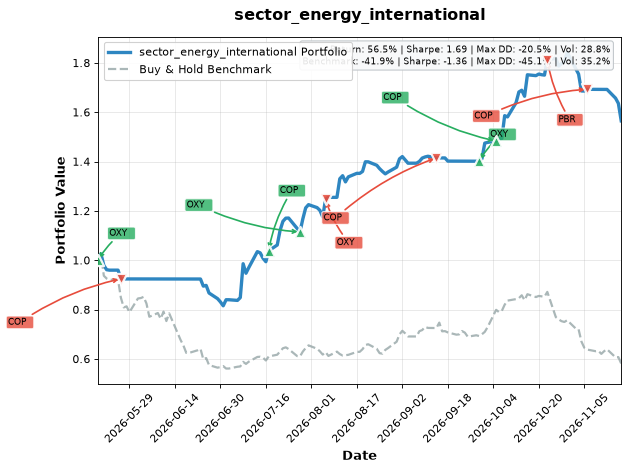 sector_energy_international
sector_energy_international Portfolio
Buy & Hold Benchmark
rn: 56.5% | Sharpe: 1.69 | Max DD: -20.5% | Vol: 28.8%
-41.9% | Sharpe: -1.36 | Max DD: -45.1% | Vol: 35.2%
Portfolio Value
1.8
1.6
1.4
1.2
1.0
0.8
0.6
COP
COP
PBR
OXY
COP
OXY
OXY
COP
OXY
COP
2026-05-29
2026-06-14
2026-06-30
2026-07-16
2026-08-01
2026-08-17
2026-09-02
2026-09-18
2026-10-04
2026-10-20
2026-11-05
Date